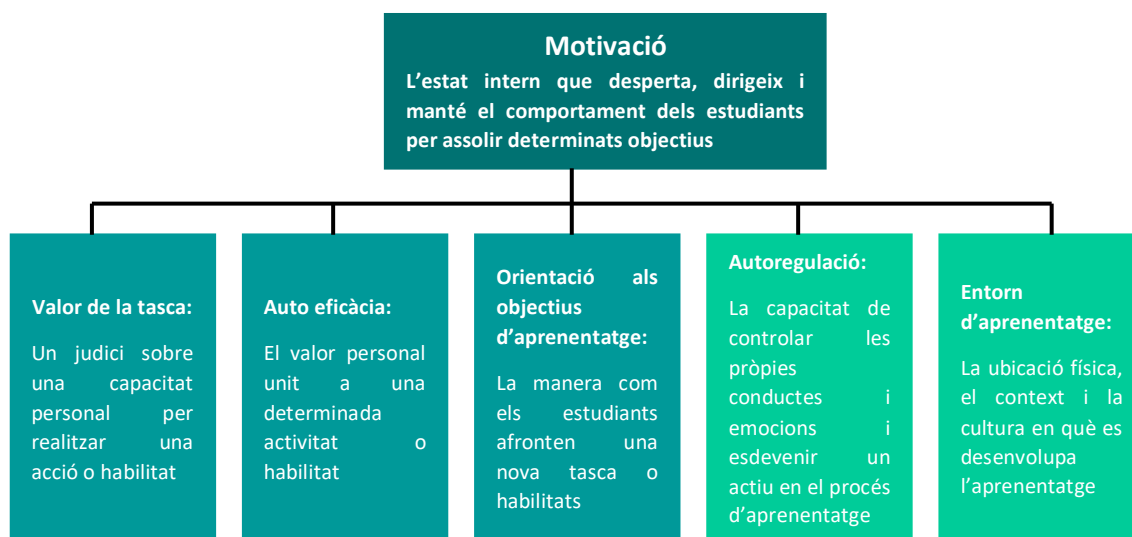 Motivació
L’estat intern que desperta, dirigeix i
manté el comportament dels estudiants
per assolir determinats objectius
Valor de la tasca:
Un judici sobre
una capacitat
personal per
realitzar una
acció o habilitat
Auto eficàcia:
El valor personal
unit a una
determinada
activitat o
habilitat
Orientació als
objectius
d’aprenentatge:
La manera com
els estudiants
afronten una
nova tasca o
habilitats
Autoregulació:
La capacitat de
controlar les
pròpies
conductes i
emocions i
esdevenir un
actiu en el procés
d’aprenentatge
Entorn
d’aprenentatge:
La ubicació física,
el context i la
cultura en què es
desenvolupa
l’aprenentatge